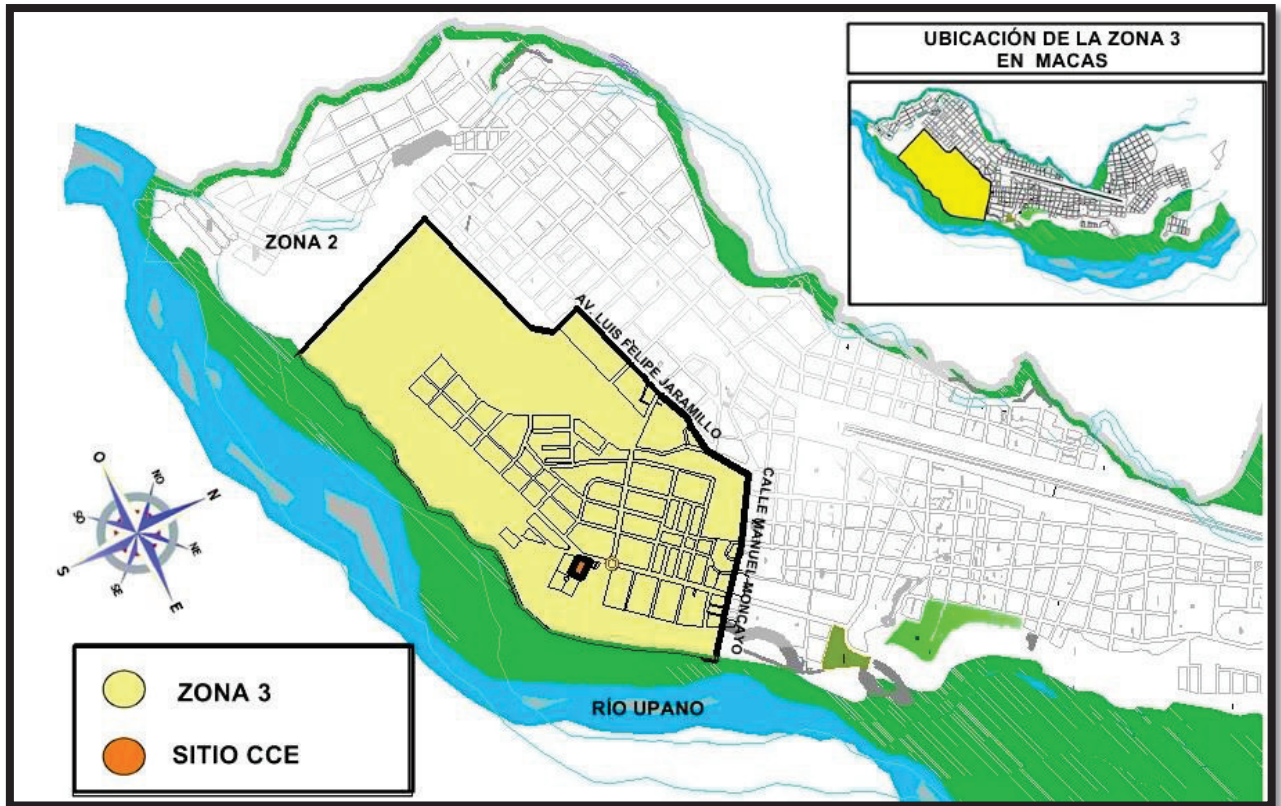 UBICACIÓN DE LA ZONA 3
EN MACAS
ZONA 2
AV. LUIS FELIPE JARAMILLO
CALLE MANUEL MONCAYO
O
NO
N
SO
NE
S
SE
E
RÍO UPANO
ZONA 3
SITIO CCE